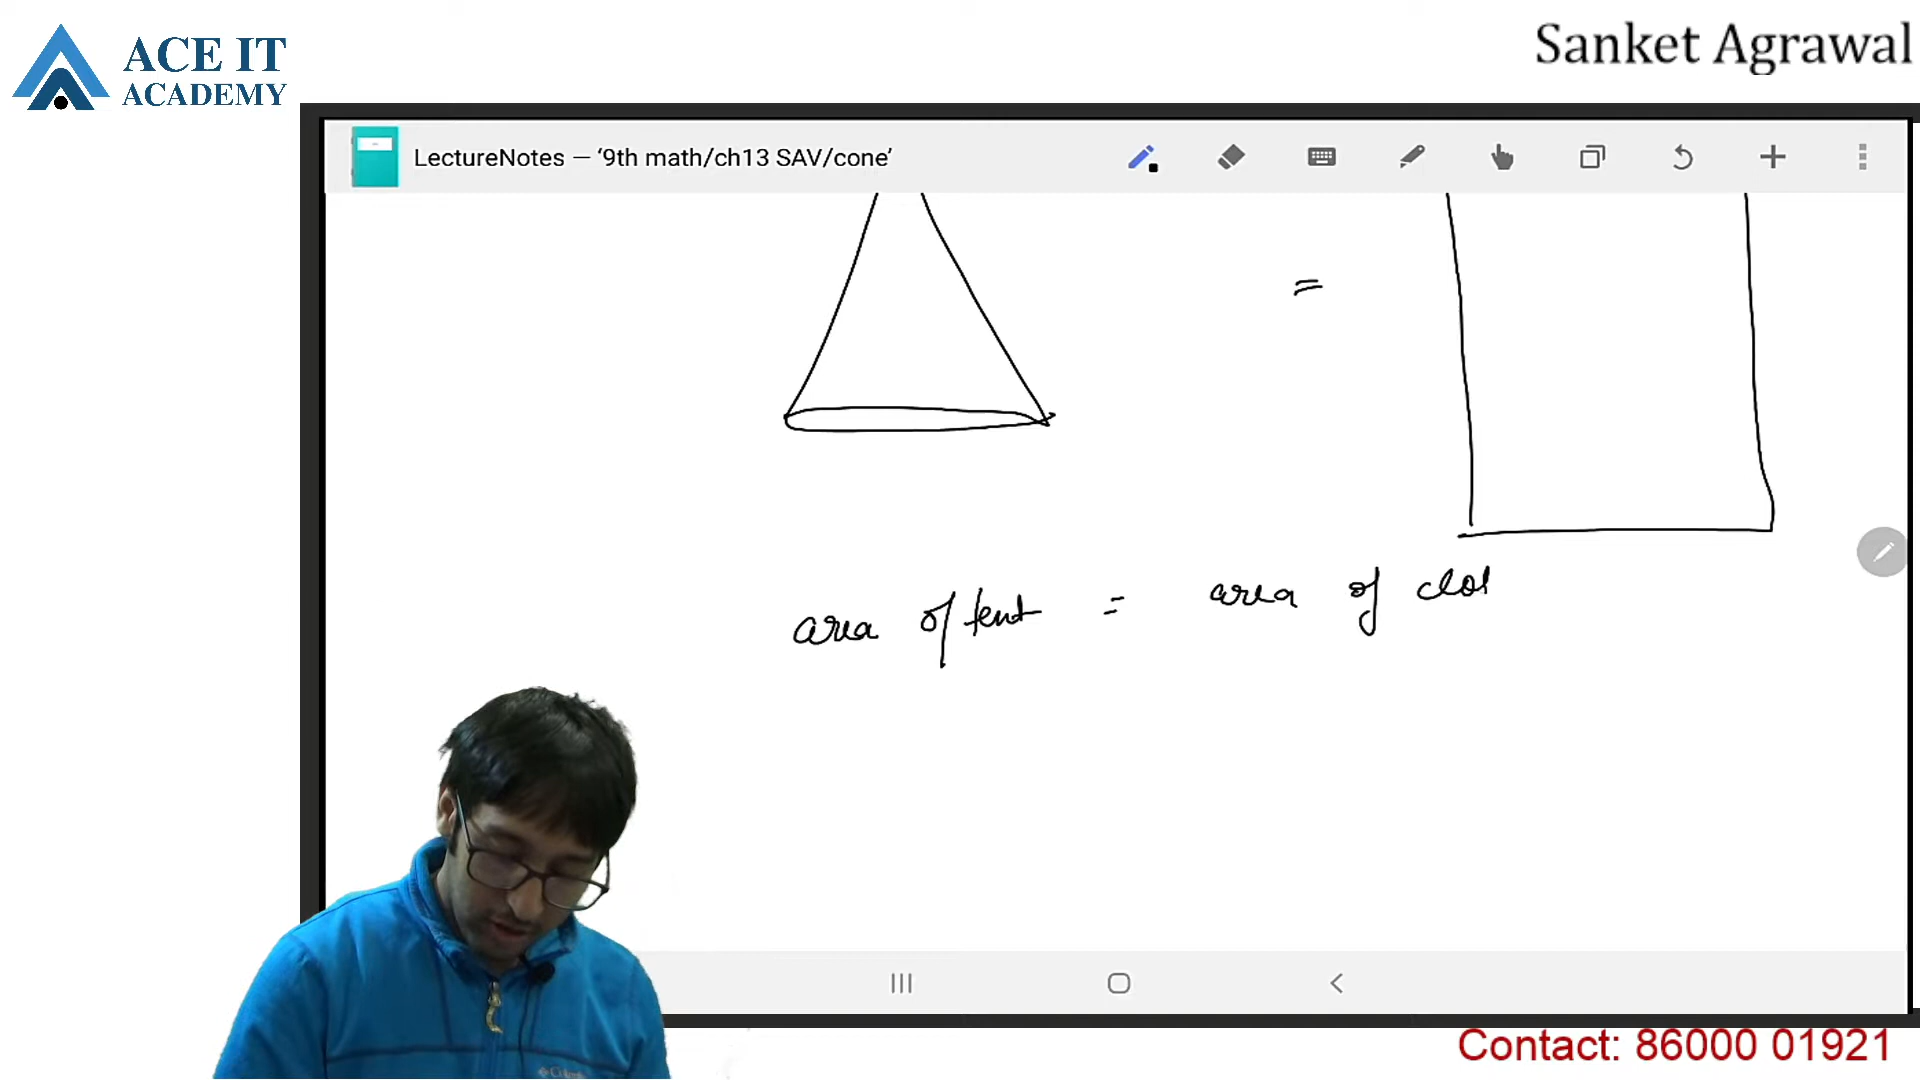 ACE IT
ACADEMY
Sanket Agrawal
LectureNotes — ‘9th math/ch13 SAV/cone’
=
area of tent = area of clot
Columbia
Contact: 86000 01921